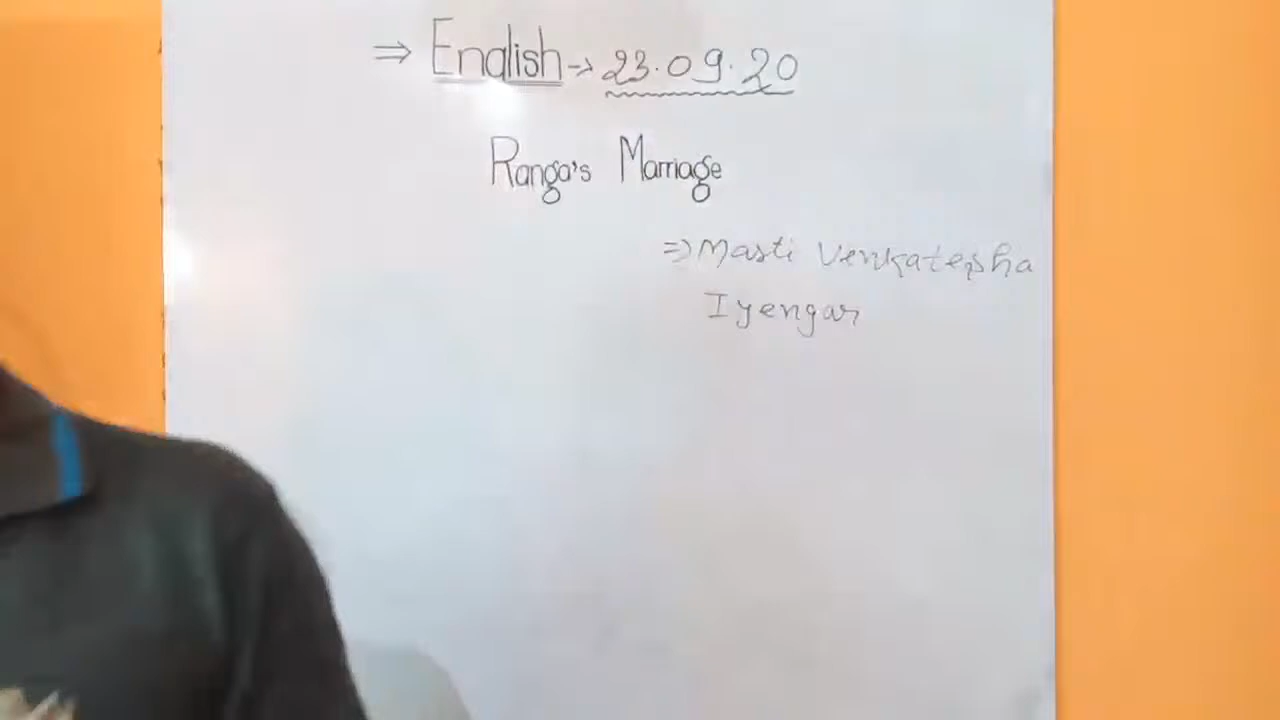 ⇒ English → 23.09.20
Ranga's Marriage
⇒ Masti Venkatesha
Iyengar